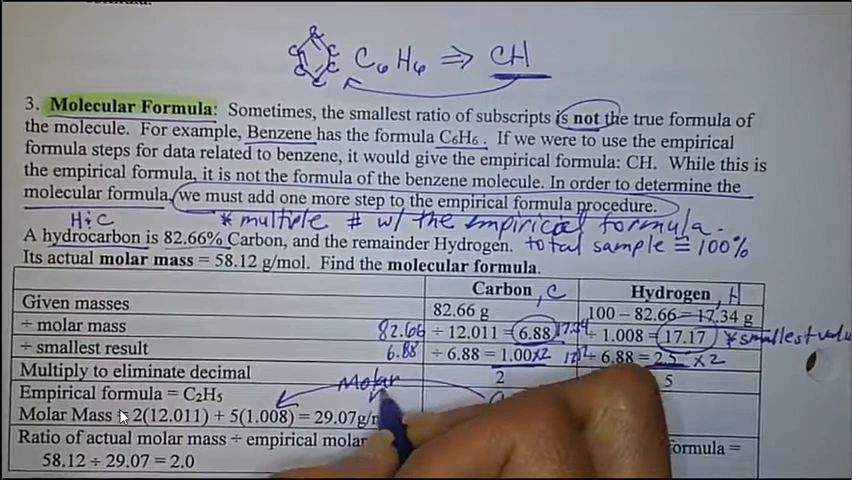 C6H6 ⇒ CH
3. Molecular Formula: Sometimes, the smallest ratio of subscripts is not the true formula of
the molecule. For example, Benzene has the formula C6H6. If we were to use the empirical
formula steps for data related to benzene, it would give the empirical formula: CH. While this is
the empirical formula, it is not the formula of the benzene molecule. In order to determine the
molecular formula, we must add one more step to the empirical formula procedure.
H & C * multiple # w/ the empirical formula.
A hydrocarbon is 82.66% Carbon, and the remainder Hydrogen. total sample = 100%
Its actual molar mass = 58.12 g/mol. Find the molecular formula.
Carbon, C Hydrogen, H
Given masses 82.66 g 100 – 82.66 = 17.34 g
÷ molar mass 82.66 ÷ 12.011 = 6.88 17.34 ÷ 1.008 = 17.17 * smallest
÷ smallest result 6.88 ÷ 6.88 = 1.00 x2 ÷ 6.88 = 2.5 x2
Multiply to eliminate decimal 2 5
Molar
Empirical formula = C2H5
Molar Mass = 2(12.011) + 5(1.008) = 29.07g/
Ratio of actual molar mass ÷ empirical molar formula =
58.12 ÷ 29.07 = 2.0